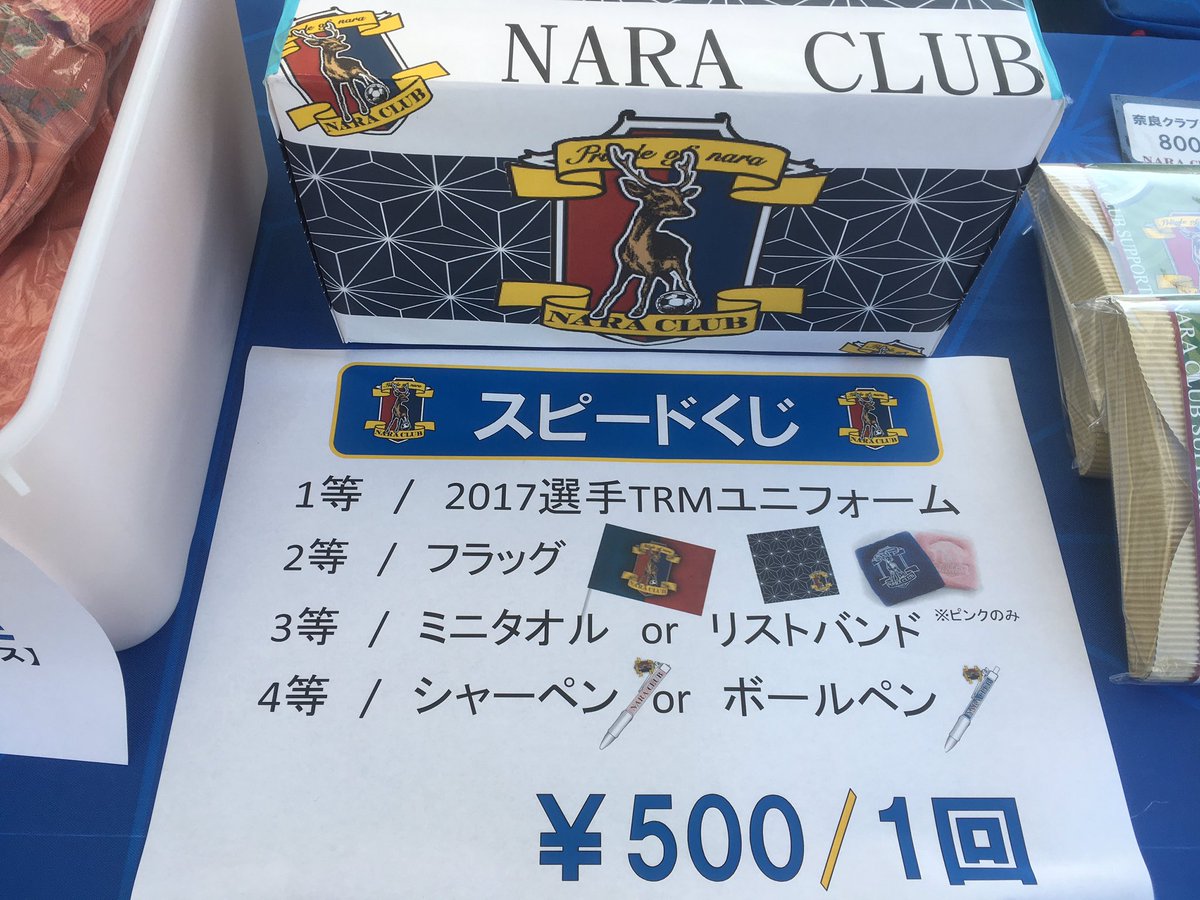 NARA CLUB
Pride of nara
NARA CLUB
Pride of nara
NARA CLUB
奈良クラブ
800
スピードくじ
1等 / 2017選手TRMユニフォーム
2等 / フラッグ
3等 / ミニタオル or リストバンド ※ピンクのみ
4等 / シャーペン or ボールペン
¥500/1回
ス】